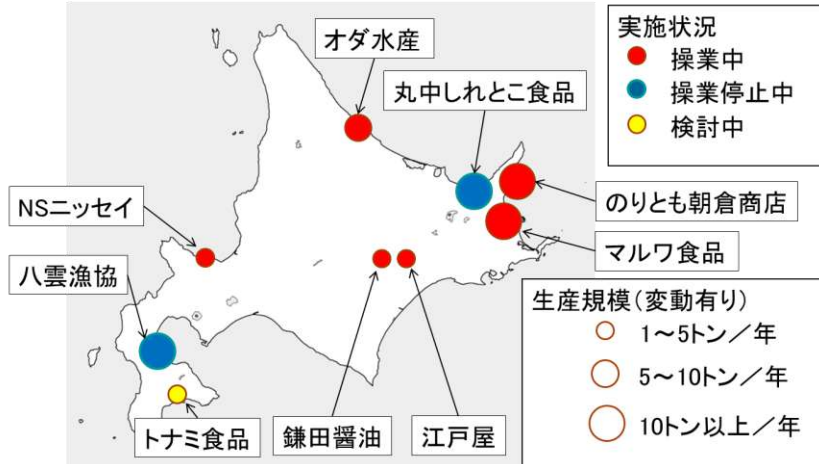 オダ水産
丸中しれとこ食品
のりとも朝倉商店
マルワ食品
NSニッセイ
八雲漁協
トナミ食品
鎌田醤油
江戸屋
実施状況
操業中
操業停止中
検討中
生産規模(変動有り)
1～5トン／年
5～10トン／年
10トン以上／年